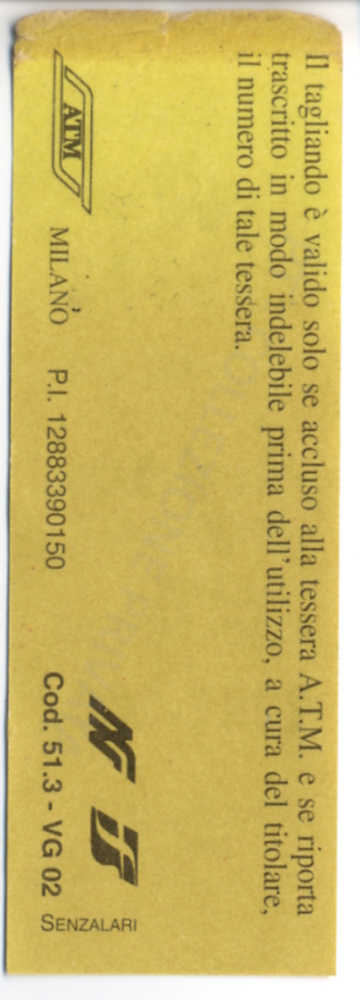 Il tagliando è valido solo se accluso alla tessera A.T.M. e se riporta
trascritto in modo indelebile prima dell'utilizzo, a cura del titolare,
il numero di tale tessera.
ATM
MILANO P.I. 12883390150
Cod. 51.3 - VG 02
SENZALARI